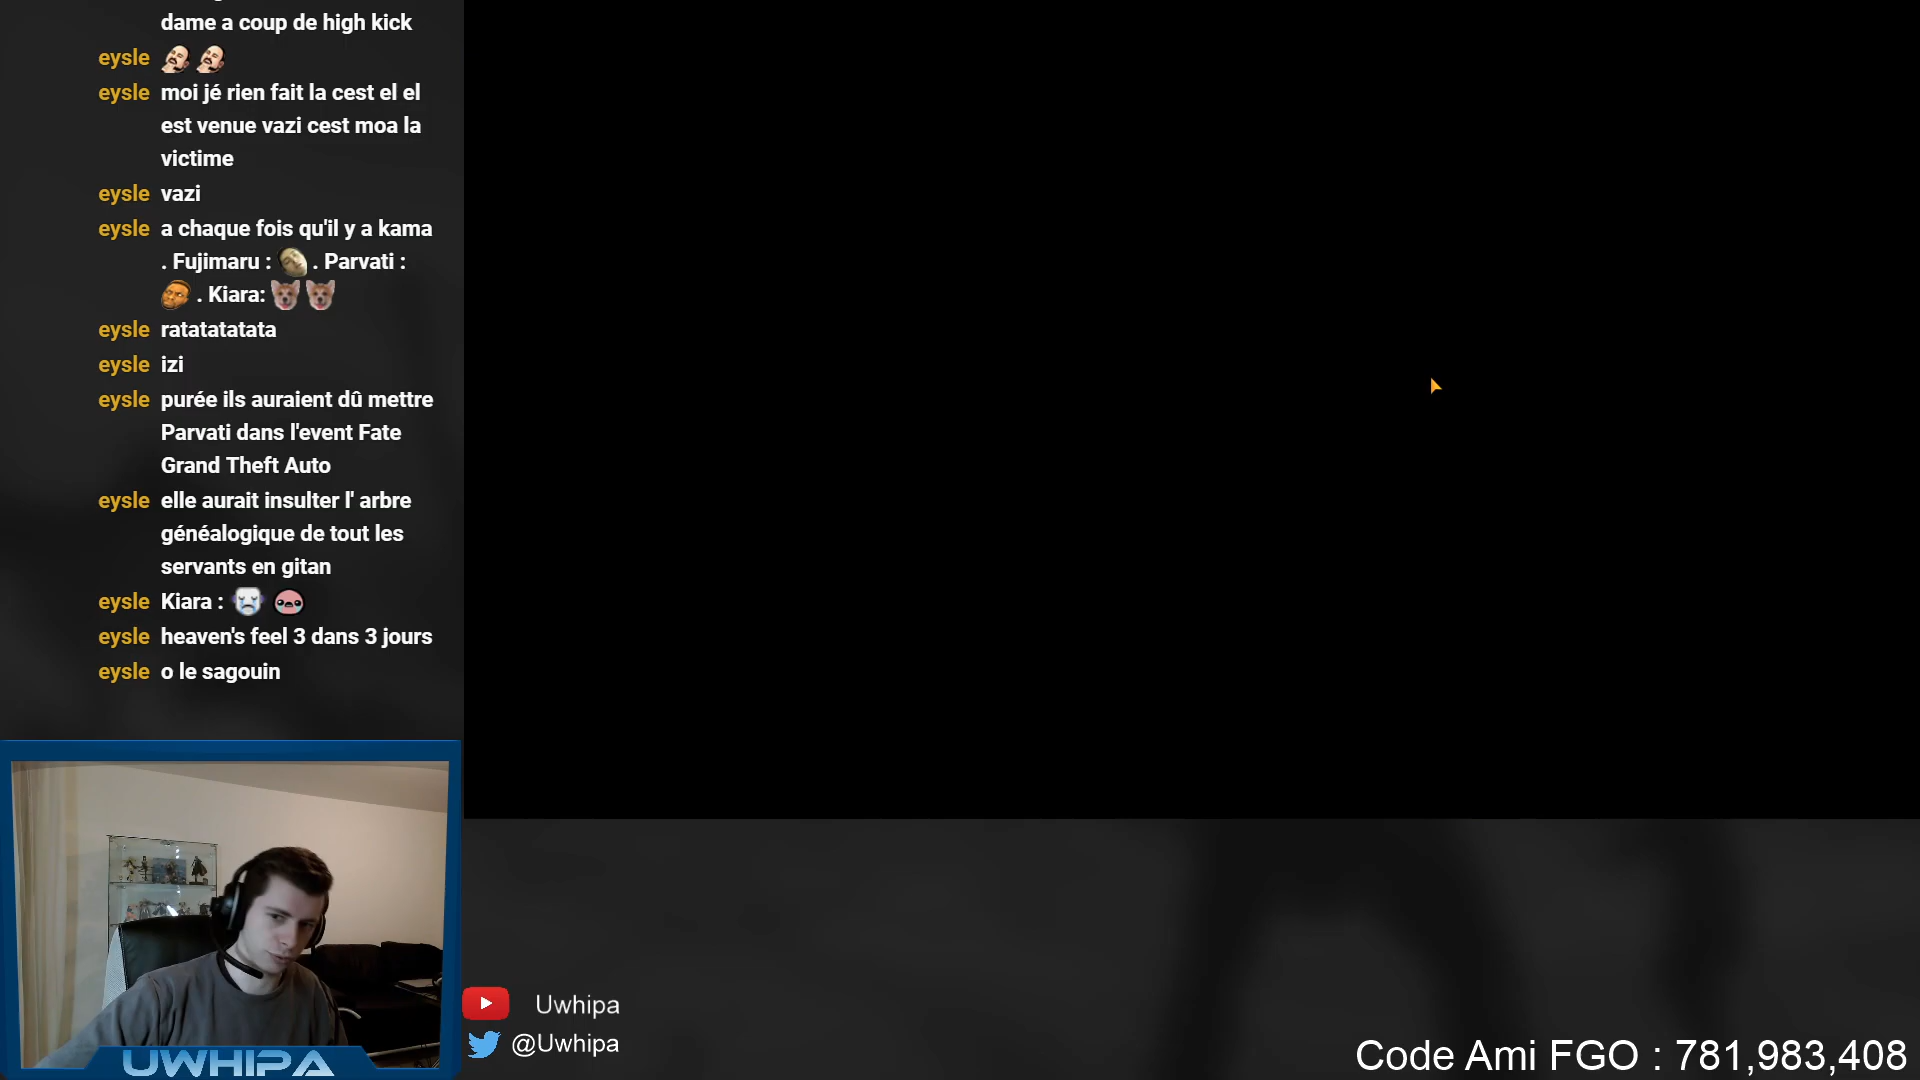 dame a coup de high kick
eysle
eysle moi jé rien fait la cest el el
est venue vazi cest moa la
victime
eysle vazi
eysle a chaque fois qu'il y a kama
. Fujimaru : . Parvati :
. Kiara:
eysle ratatatatata
eysle izi
eysle purée ils auraient dû mettre
Parvati dans l'event Fate
Grand Theft Auto
eysle elle aurait insulter l' arbre
généalogique de tout les
servants en gitan
eysle Kiara :
eysle heaven's feel 3 dans 3 jours
eysle o le sagouin
UWHIPA
Uwhipa
@Uwhipa
Code Ami FGO : 781,983,408